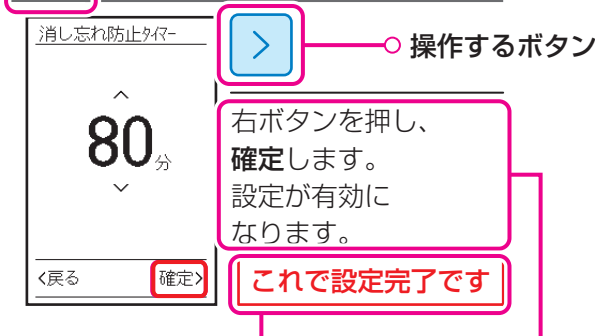 消し忘れ防止ﾀｲﾏｰ
80分
<戻る
確定>
操作するボタン
右ボタンを押し、
確定します。
設定が有効に
なります。
これで設定完了です